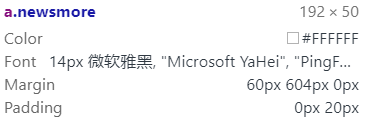 a.newsmore 192 × 50
Color #FFFFFF
Font 14px 微软雅黑, "Microsoft YaHei", "PingF...
Margin 60px 604px 0px
Padding 0px 20px